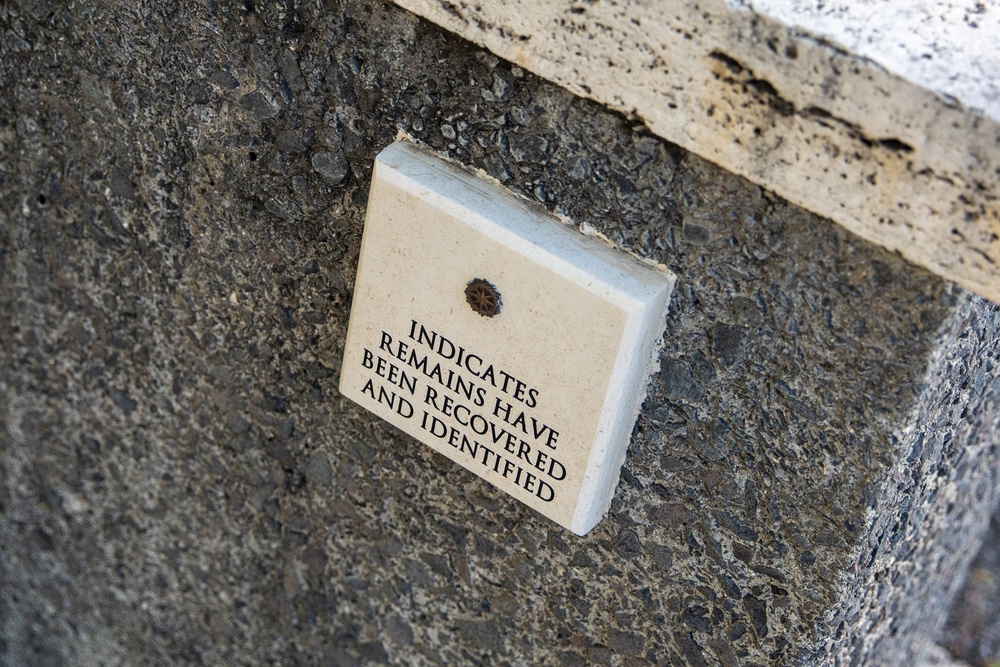 INDICATES
REMAINS HAVE
BEEN RECOVERED
AND IDENTIFIED